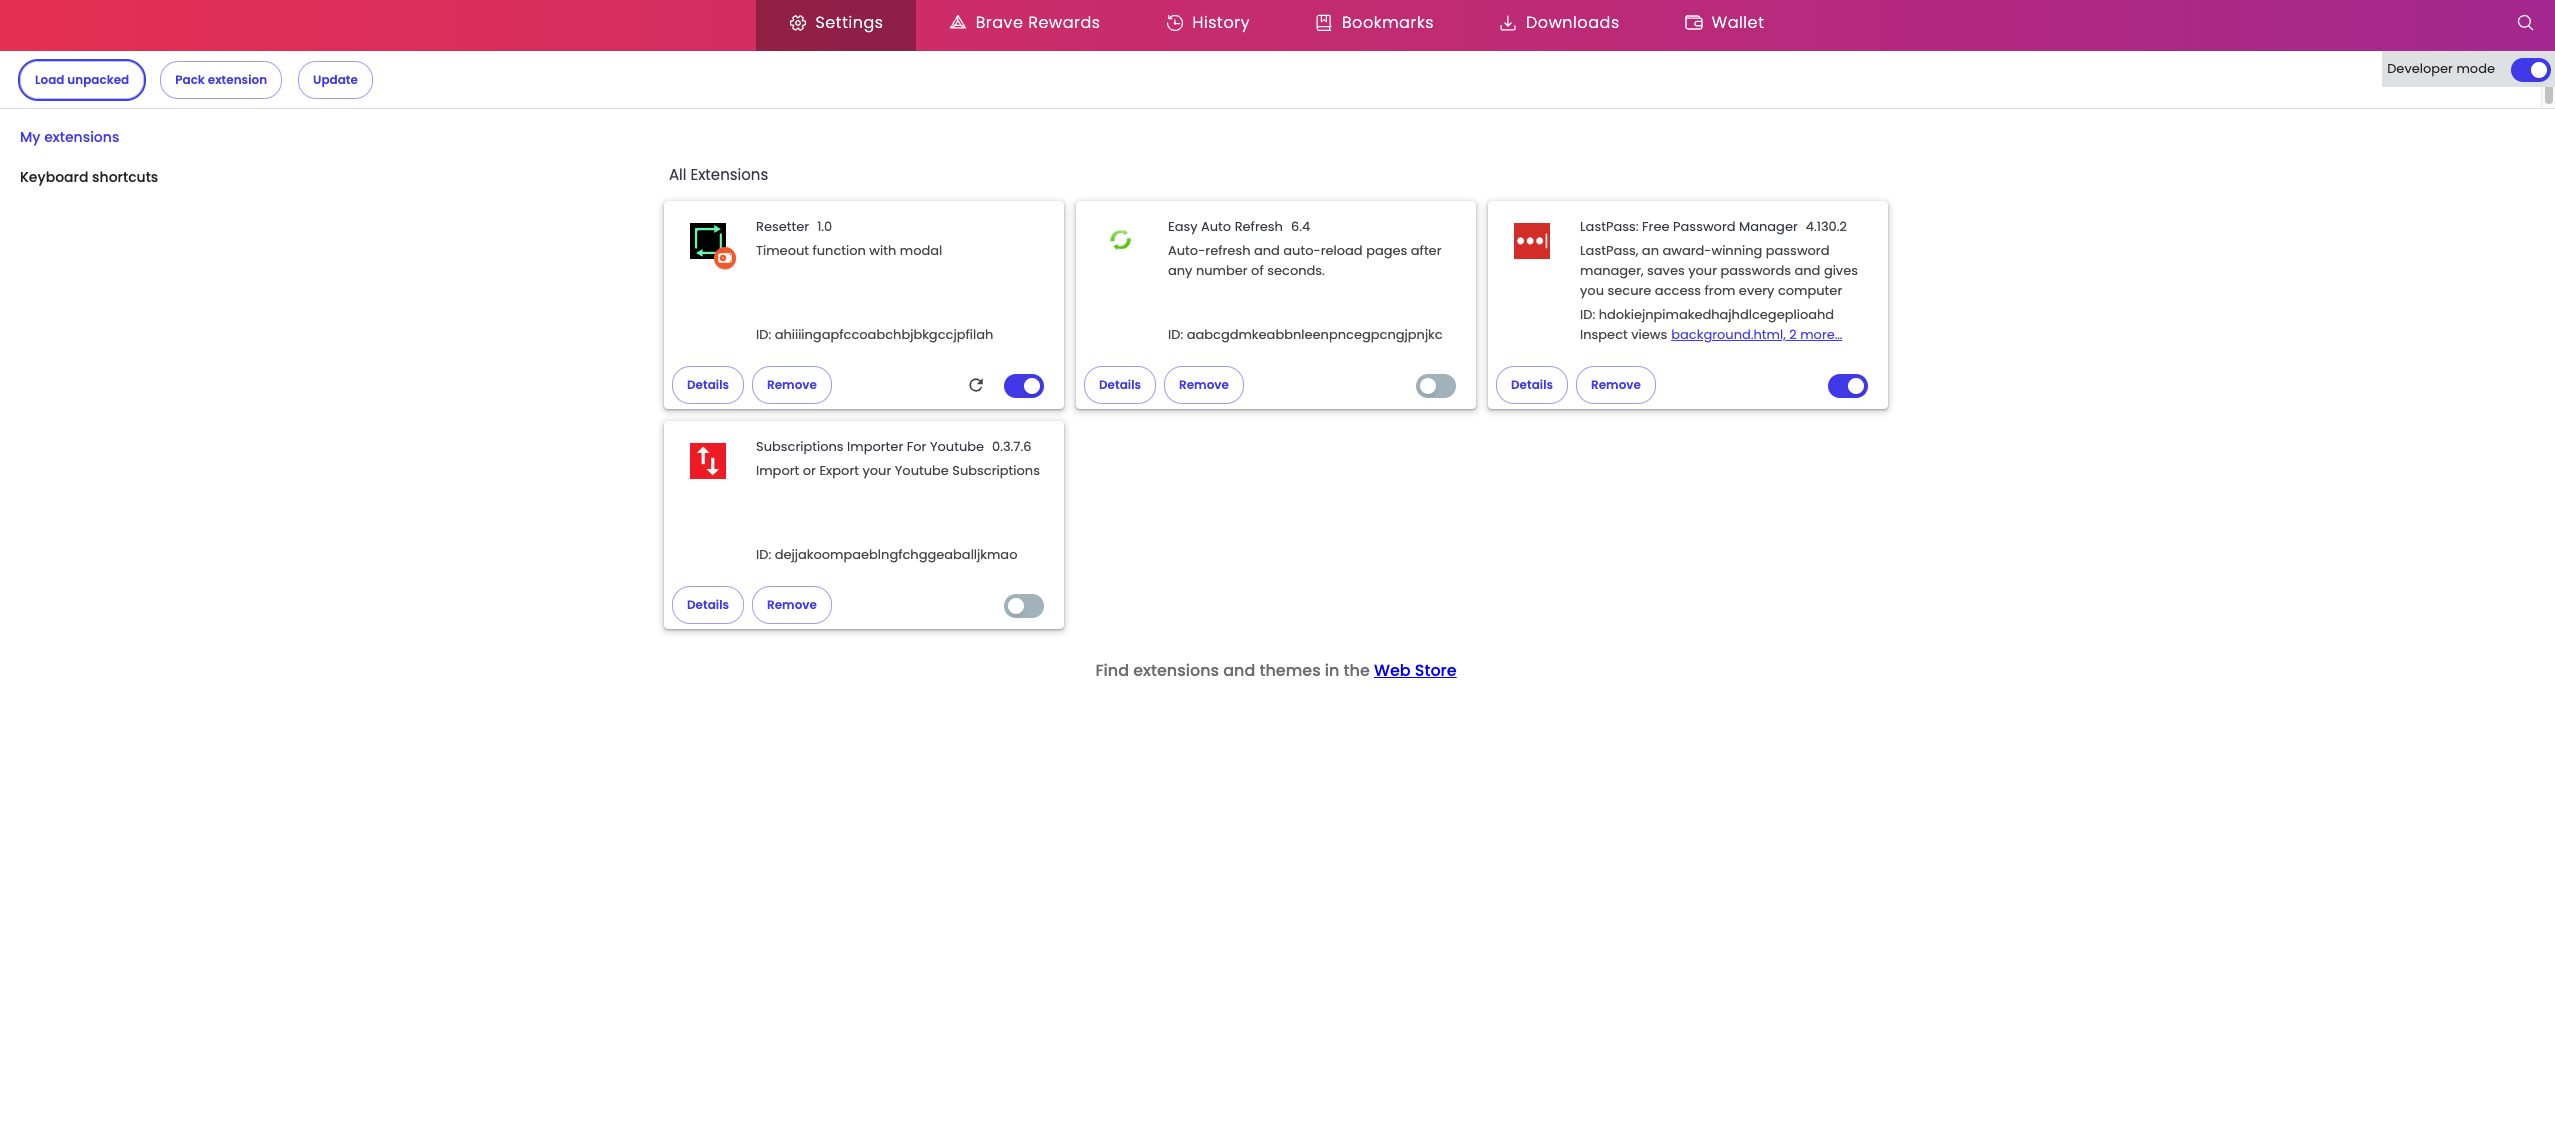 Settings
Brave Rewards
History
Bookmarks
Downloads
Wallet
Load unpacked
Pack extension
Update
Developer mode
My extensions
Keyboard shortcuts
All Extensions
Resetter 1.0
Timeout function with modal
ID: ahiiiingapfccoabchbjbkgccjpfilah
Details
Remove
Easy Auto Refresh 6.4
Auto-refresh and auto-reload pages after
any number of seconds.
ID: aabcgdmkeabbnleenpncegpcngjpnjkc
Details
Remove
LastPass: Free Password Manager 4.130.2
LastPass, an award-winning password
manager, saves your passwords and gives
you secure access from every computer
ID: hdokiejnpimakedhajhdlcegeplioahd
Inspect views background.html, 2 more...
Details
Remove
Subscriptions Importer For Youtube 0.3.7.6
Import or Export your Youtube Subscriptions
ID: dejjakoompaeblngfchggeaballjkmao
Details
Remove
Find extensions and themes in the Web Store